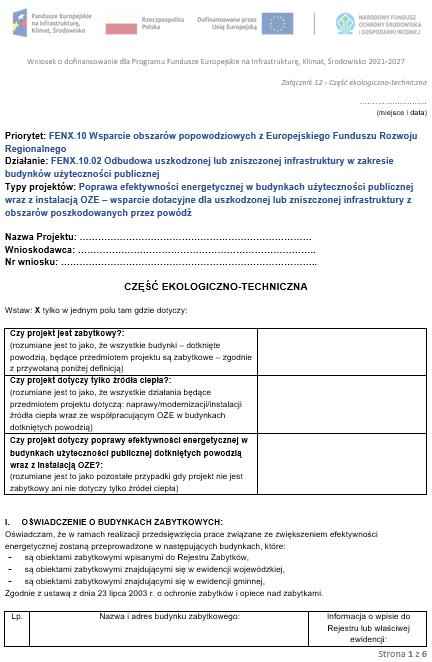 Fundusze Europejskie
na Infrastrukturę,
Klimat, Środowisko
Rzeczpospolita
Polska
Dofinansowane przez
Unię Europejską
NARODOWY FUNDUSZ
OCHRONY ŚRODOWISKA
I GOSPODARKI WODNEJ
Wniosek o dofinansowanie dla Programu Fundusze Europejskie na Infrastrukturę, Klimat, Środowisko 2021-2027
Załącznik 12 - Część ekologiczno-techniczna
……………………
(miejsce i data)
Priorytet: FENX.10 Wsparcie obszarów popowodziowych z Europejskiego Funduszu Rozwoju
Regionalnego
Działanie: FENX.10.02 Odbudowa uszkodzonej lub zniszczonej infrastruktury w zakresie
budynków użyteczności publicznej
Typy projektów: Poprawa efektywności energetycznej w budynkach użyteczności publicznej
wraz z instalacją OZE – wsparcie dotacyjne dla uszkodzonej lub zniszczonej infrastruktury z
obszarów poszkodowanych przez powódź
Nazwa Projektu: ……………………………………………………………….
Wnioskodawca: ………………………………………………………………..
Nr wniosku: ……………………………………………………………………..
CZĘŚĆ EKOLOGICZNO-TECHNICZNA
Wstaw: X tylko w jednym polu tam gdzie dotyczy:
Czy projekt jest zabytkowy?:
(rozumiane jest to jako, że wszystkie budynki – dotknięte
powodzią, będące przedmiotem projektu są zabytkowe – zgodnie
z przywołaną poniżej definicją)
Czy projekt dotyczy tylko źródła ciepła?:
(rozumiane jest to jako, że wszystkie działania będące
przedmiotem projektu dotyczą: naprawy/modernizacji/instalacji
źródła ciepła wraz ze współpracującym OZE w budynkach
dotkniętych powodzią)
Czy projekt dotyczy poprawy efektywności energetycznej w
budynkach użyteczności publicznej dotkniętych powodzią
wraz z instalacją OZE?:
(rozumiane jest to jako pozostałe przypadki gdy projekt nie jest
zabytkowy ani nie dotyczy tylko źródeł ciepła)
I. OŚWIADCZENIE O BUDYNKACH ZABYTKOWYCH:
Oświadczam, że w ramach realizacji przedsięwzięcia prace związane ze zwiększeniem efektywności
energetycznej zostaną przeprowadzone w następujących budynkach, które:
- są obiektami zabytkowymi wpisanymi do Rejestru Zabytków,
- są obiektami zabytkowymi znajdującymi się w ewidencji wojewódzkiej,
- są obiektami zabytkowymi znajdującymi się w ewidencji gminnej,
Zgodnie z ustawą z dnia 23 lipca 2003 r. o ochronie zabytków i opiece nad zabytkami.
Lp. Nazwa i adres budynku zabytkowego: Informacja o wpisie do
Rejestru lub właściwej
ewidencji:
Strona 1 z 6